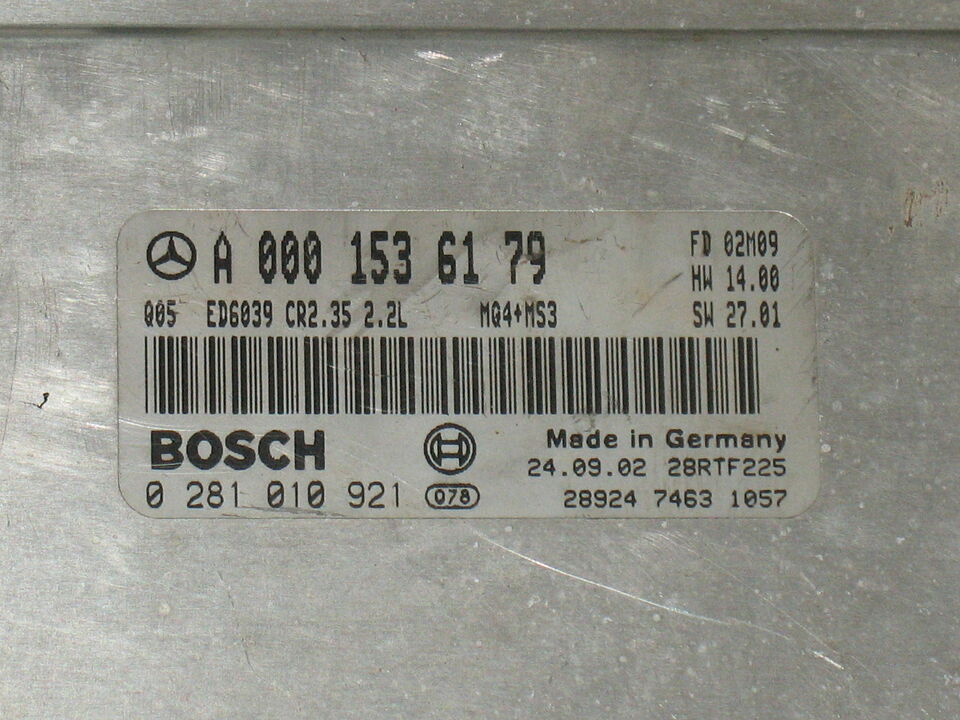 A 000 153 61 79
FD 02M09
HW 14.00
Q05 ED6039 CR2.35 2.2L MQ4+MS3 SW 27.01
BOSCH
Made in Germany
24.09.02 28RTF225
0 281 010 921 078 28924 7463 1057